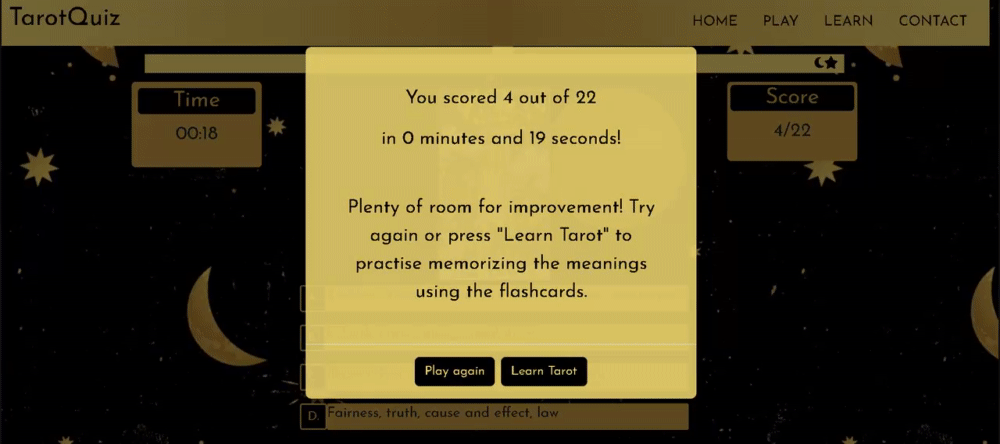 TarotQuiz
HOME PLAY LEARN CONTACT
Time
00:18
Score
4/22
You scored 4 out of 22
in 0 minutes and 19 seconds!
Plenty of room for improvement! Try
again or press "Learn Tarot" to
practise memorizing the meanings
using the flashcards.
Play again
Learn Tarot
D. Fairness, truth, cause and effect, law